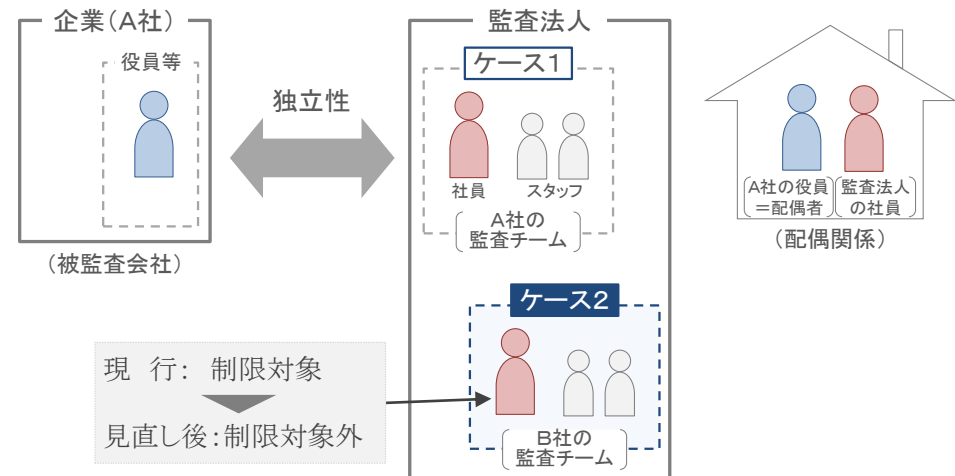 企業（A社）
役員等
（被監査会社）
独立性
監査法人
ケース1
社員
スタッフ
A社の
監査チーム
ケース2
B社の
監査チーム
現　行： 制限対象
見直し後：制限対象外
A社の役員
＝配偶者
監査法人
の社員
（配偶関係）